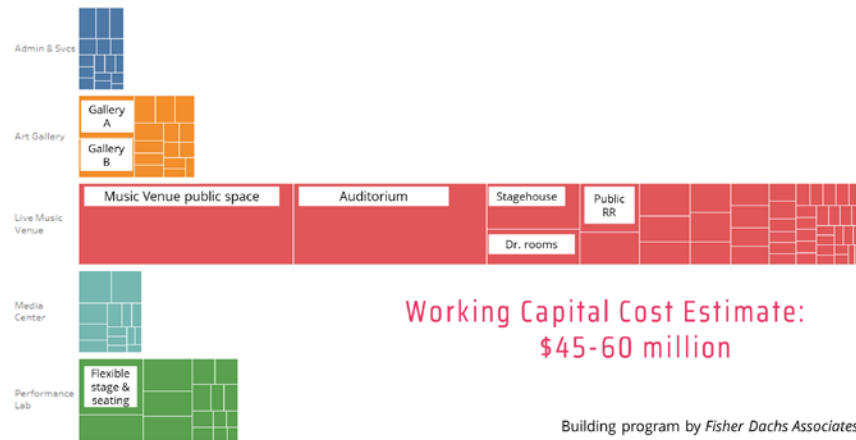 Admin & Svcs
Art Gallery
Gallery
A
Gallery
B
Live Music
Venue
Music Venue public space
Auditorium
Stagehouse
Dr. rooms
Public
RR
Media
Center
Working Capital Cost Estimate:
$45-60 million
Performance
Lab
Flexible
stage &
seating
Building program by Fisher Dachs Associates